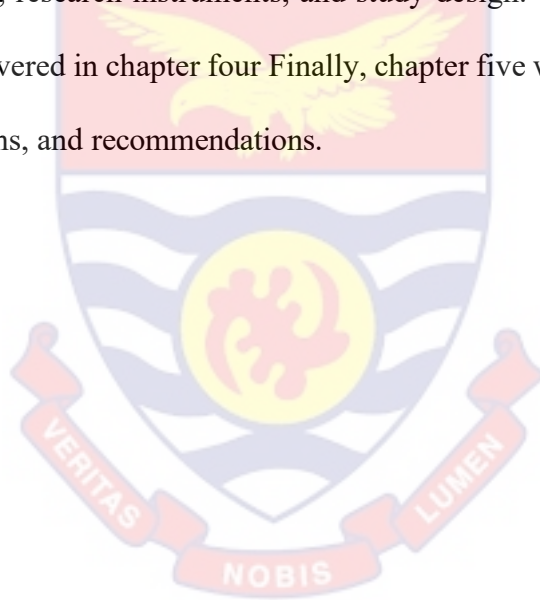 research instruments, and study design.
vered in chapter four Finally, chapter five
ns, and recommendations.
VERITAS
NOBIS
LUMEN